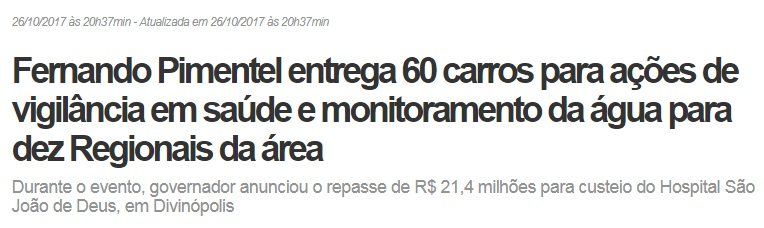 26/10/2017 às 20h37min - Atualizada em 26/10/2017 às 20h37min
Fernando Pimentel entrega 60 carros para ações de
vigilância em saúde e monitoramento da água para
dez Regionais da área
Durante o evento, governador anunciou o repasse de R$ 21,4 milhões para custeio do Hospital São
João de Deus, em Divinópolis